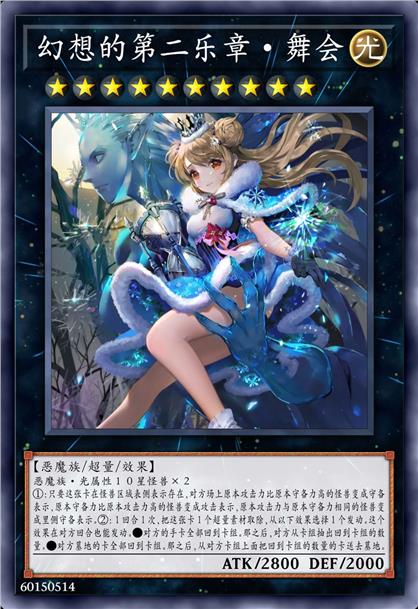 幻想的第二乐章·舞会 光
【恶魔族/超量/效果】
恶魔族·光属性１０星怪兽×２
①:只要这张卡在怪兽区域表侧表示存在,对方场上原本攻击力比原本守备力高的怪兽变成守备
表示,原本守备力比原本攻击力高的怪兽变成攻击表示,原本攻击力与原本守备力相同的怪兽变
成里侧守备表示。②:1回合1次,把这张卡1个超量素材取除,从以下效果选择1个发动。这个
效果在对方回合也能发动。●对方的手卡全部回到卡组。那之后,对方从卡组抽出回到卡组的数
量。●对方墓地的卡全部回到卡组。那之后,从对方卡组上面把回到卡组的数量的卡送去墓地。
ATK/2800 DEF/2000
60150514